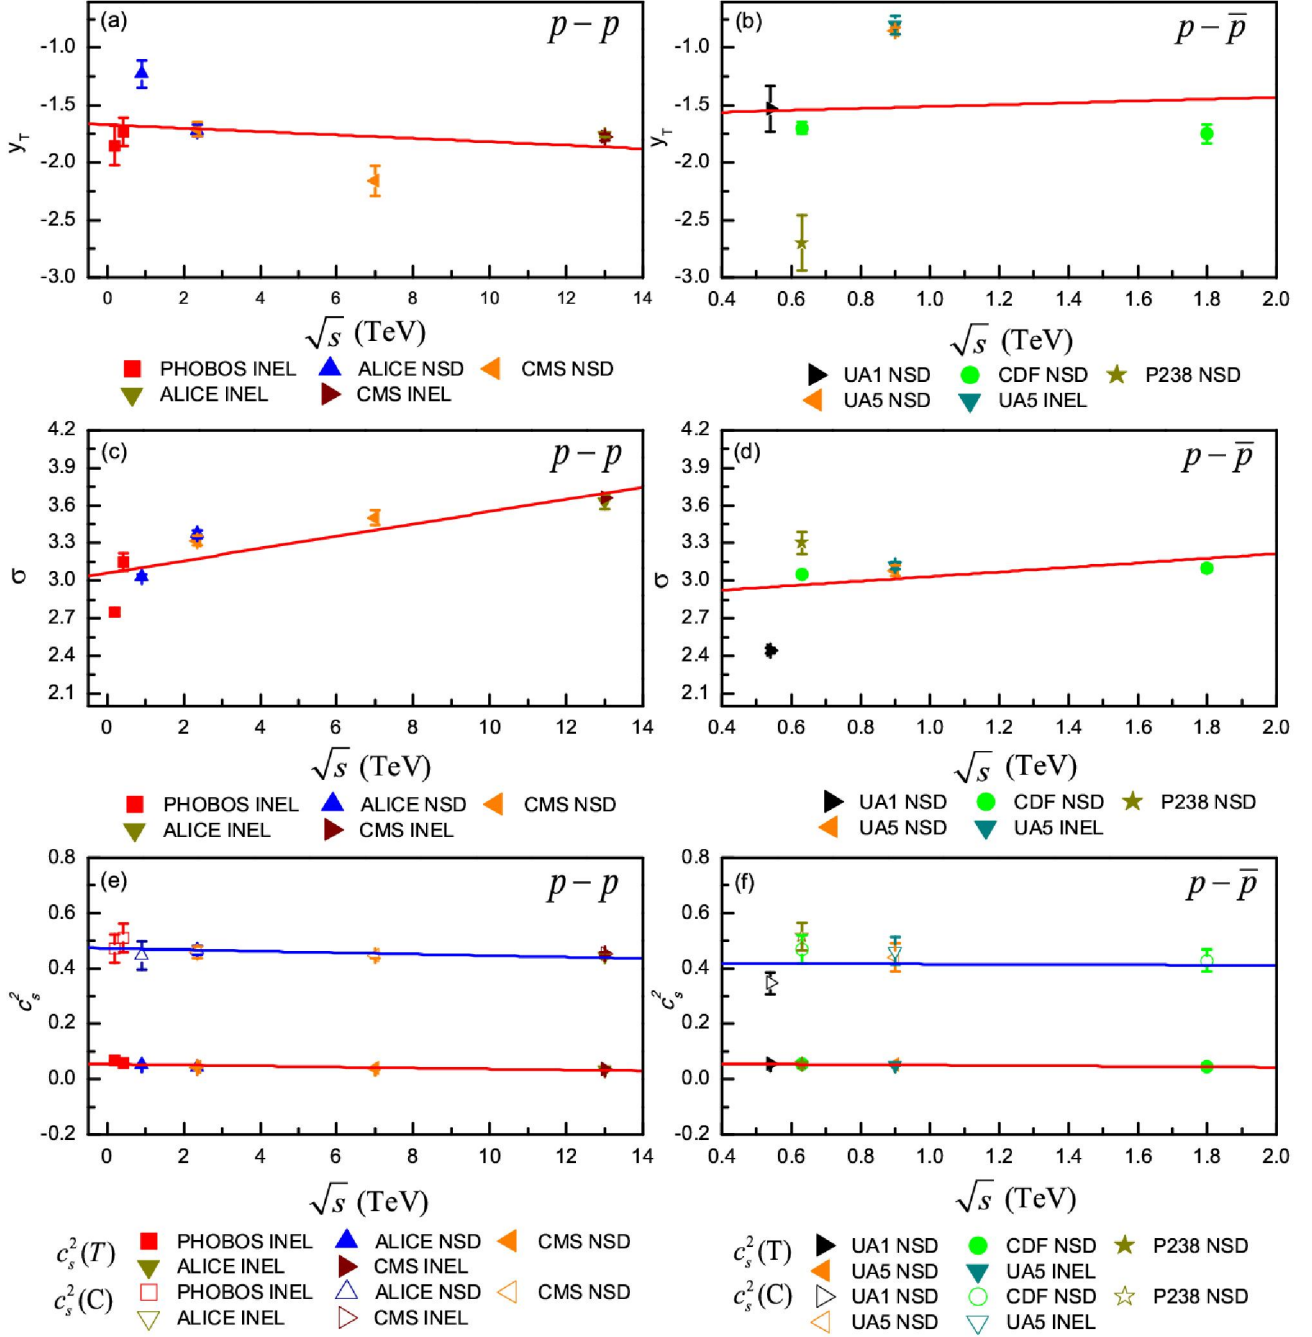 (a) p – p
y_T
-1.0
-1.5
-2.0
-2.5
-3.0
0 2 4 6 8 10 12 14
√s (TeV)
PHOBOS INEL ALICE NSD CMS NSD
ALICE INEL CMS INEL
(b) p – p̅
y_T
-1.0
-1.5
-2.0
-2.5
-3.0
0.4 0.6 0.8 1.0 1.2 1.4 1.6 1.8 2.0
√s (TeV)
UA1 NSD CDF NSD P238 NSD
UA5 NSD UA5 INEL
(c) p – p
σ
4.2
3.9
3.6
3.3
3.0
2.7
2.4
2.1
0 2 4 6 8 10 12 14
√s (TeV)
PHOBOS INEL ALICE NSD CMS NSD
ALICE INEL CMS INEL
(d) p – p̅
σ
4.2
3.9
3.6
3.3
3.0
2.7
2.4
2.1
0.4 0.6 0.8 1.0 1.2 1.4 1.6 1.8 2.0
√s (TeV)
UA1 NSD CDF NSD P238 NSD
UA5 NSD UA5 INEL
(e) p – p
c_s^2
0.8
0.6
0.4
0.2
0.0
-0.2
0 2 4 6 8 10 12 14
√s (TeV)
c_s^2(T) PHOBOS INEL ALICE NSD CMS NSD
ALICE INEL CMS INEL
c_s^2(C) PHOBOS INEL ALICE NSD CMS NSD
ALICE INEL CMS INEL
(f) p – p̅
c_s^2
0.8
0.6
0.4
0.2
0.0
-0.2
0.4 0.6 0.8 1.0 1.2 1.4 1.6 1.8 2.0
√s (TeV)
c_s^2(T) UA1 NSD CDF NSD P238 NSD
UA5 NSD UA5 INEL
c_s^2(C) UA1 NSD CDF NSD P238 NSD
UA5 NSD UA5 INEL